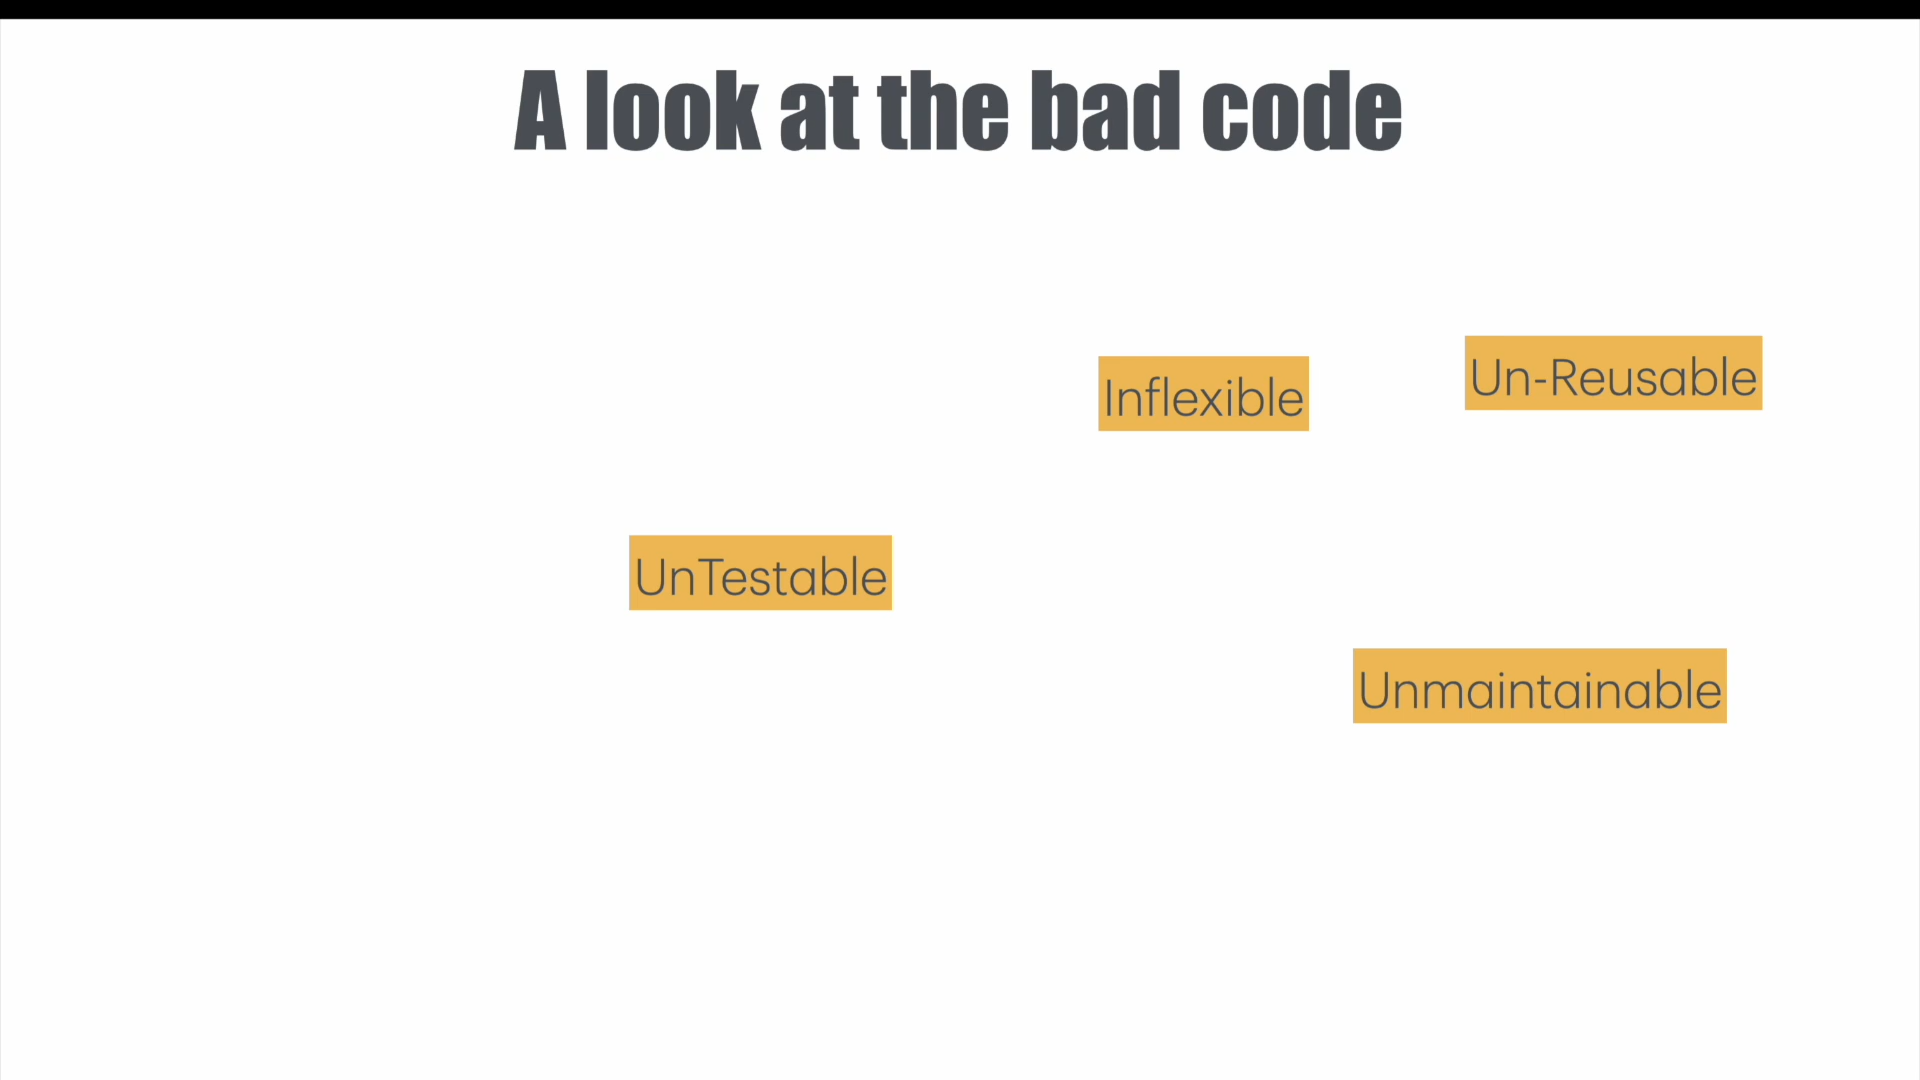 A look at the bad code
Inflexible
Un-Reusable
UnTestable
Unmaintainable